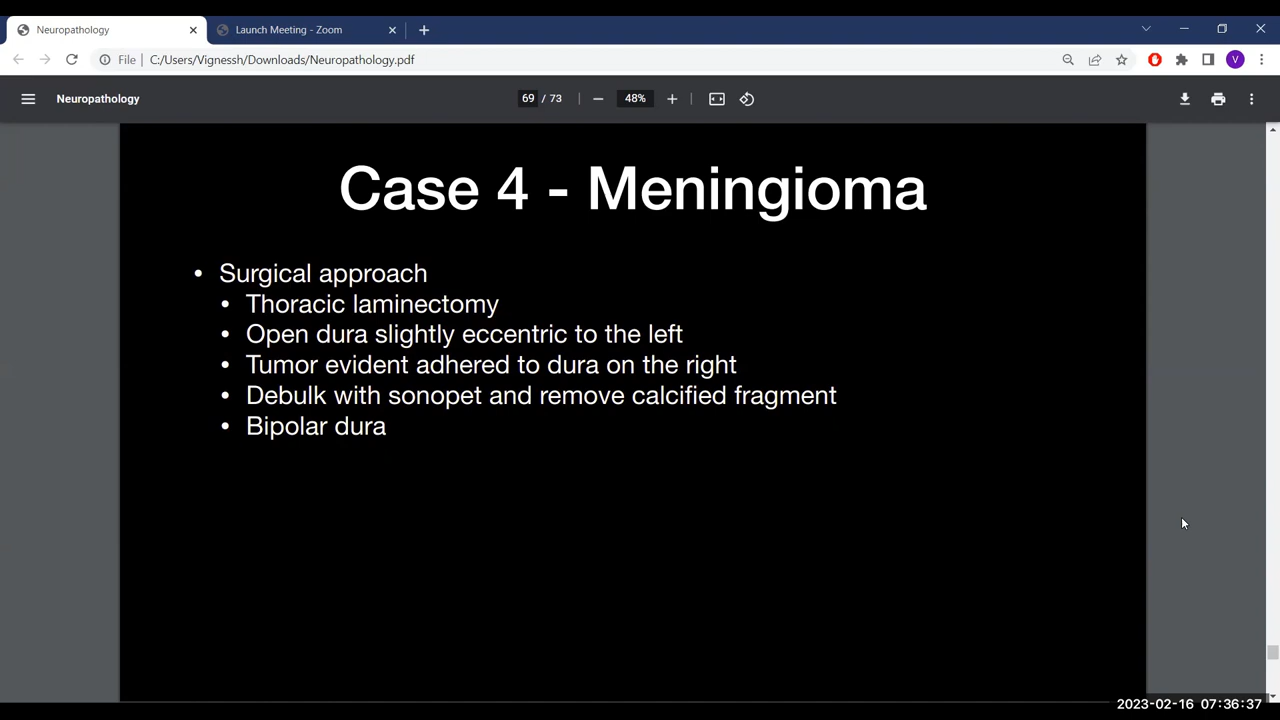 Neuropathology
Launch Meeting - Zoom
File
C:/Users/Vignessh/Downloads/Neuropathology.pdf
V
Neuropathology
69 / 73
48%
Case 4 - Meningioma
• Surgical approach
• Thoracic laminectomy
• Open dura slightly eccentric to the left
• Tumor evident adhered to dura on the right
• Debulk with sonopet and remove calcified fragment
• Bipolar dura
2023-02-16 07:36:37